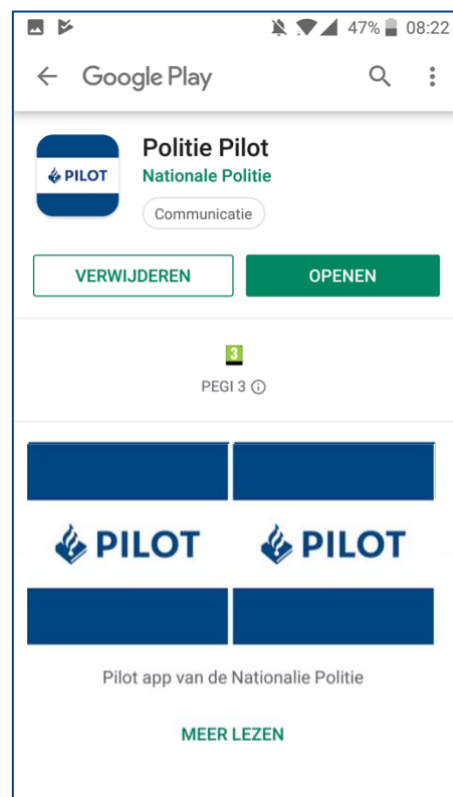 47% 08:22
Google Play
Politie Pilot
PILOT
Nationale Politie
Communicatie
VERWIJDEREN
OPENEN
3
PEGI 3
PILOT
PILOT
Pilot app van de Nationalie Politie
MEER LEZEN